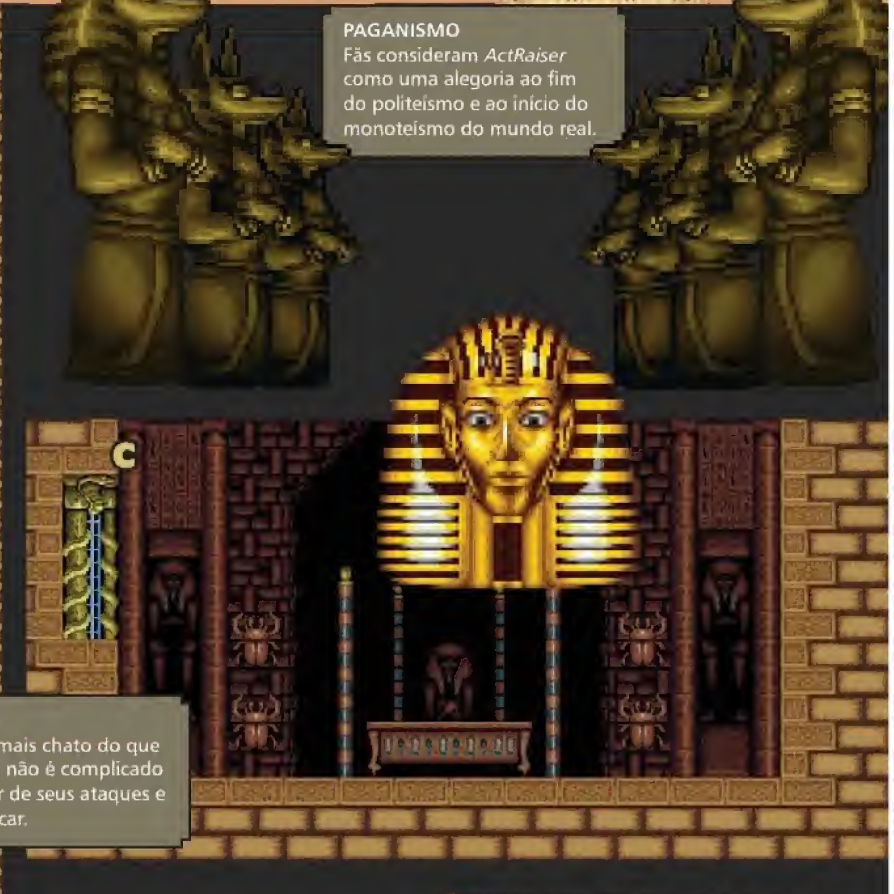 PAGANISMO
Fãs consideram ActRaiser
como uma alegoria ao fim
do politeísmo e ao início do
monoteísmo do mundo real.
C
mais chato do que
não é complicado
r de seus ataques e
car.